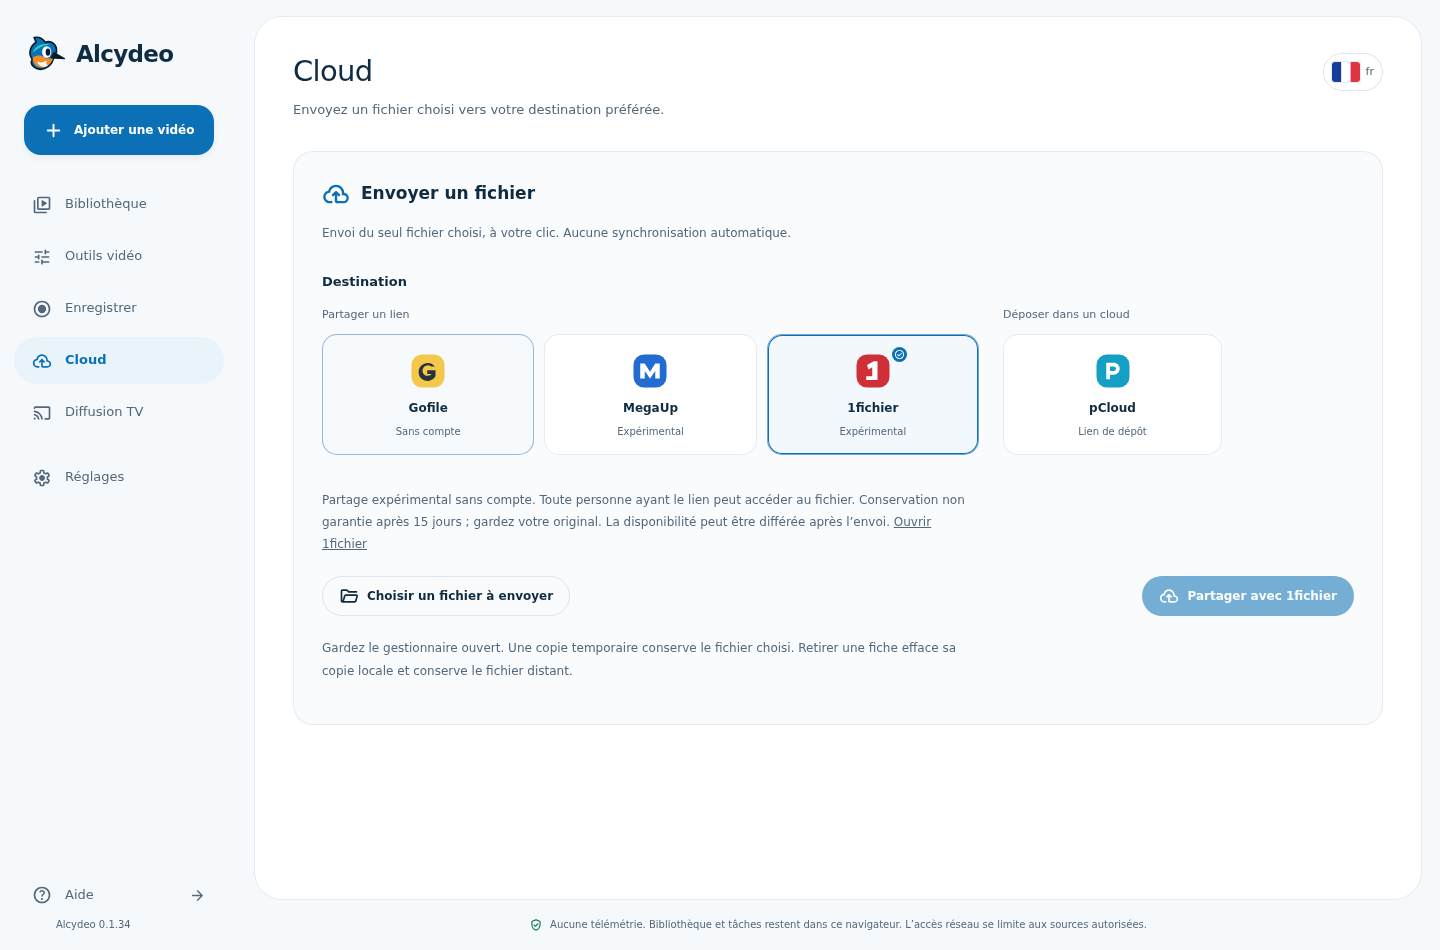 Alcydeo
Ajouter une vidéo
Bibliothèque
Outils vidéo
Enregistrer
Cloud
Diffusion TV
Réglages
Aide
Alcydeo 0.1.34
Cloud
fr
Envoyez un fichier choisi vers votre destination préférée.
Envoyer un fichier
Envoi du seul fichier choisi, à votre clic. Aucune synchronisation automatique.
Destination
Partager un lien
Déposer dans un cloud
G
Gofile
Sans compte
M
MegaUp
Expérimental
1
1fichier
Expérimental
P
pCloud
Lien de dépôt
Partage expérimental sans compte. Toute personne ayant le lien peut accéder au fichier. Conservation non
garantie après 15 jours ; gardez votre original. La disponibilité peut être différée après l’envoi. Ouvrir
1fichier
Choisir un fichier à envoyer
Partager avec 1fichier
Gardez le gestionnaire ouvert. Une copie temporaire conserve le fichier choisi. Retirer une fiche efface sa
copie locale et conserve le fichier distant.
Aucune télémétrie. Bibliothèque et tâches restent dans ce navigateur. L’accès réseau se limite aux sources autorisées.